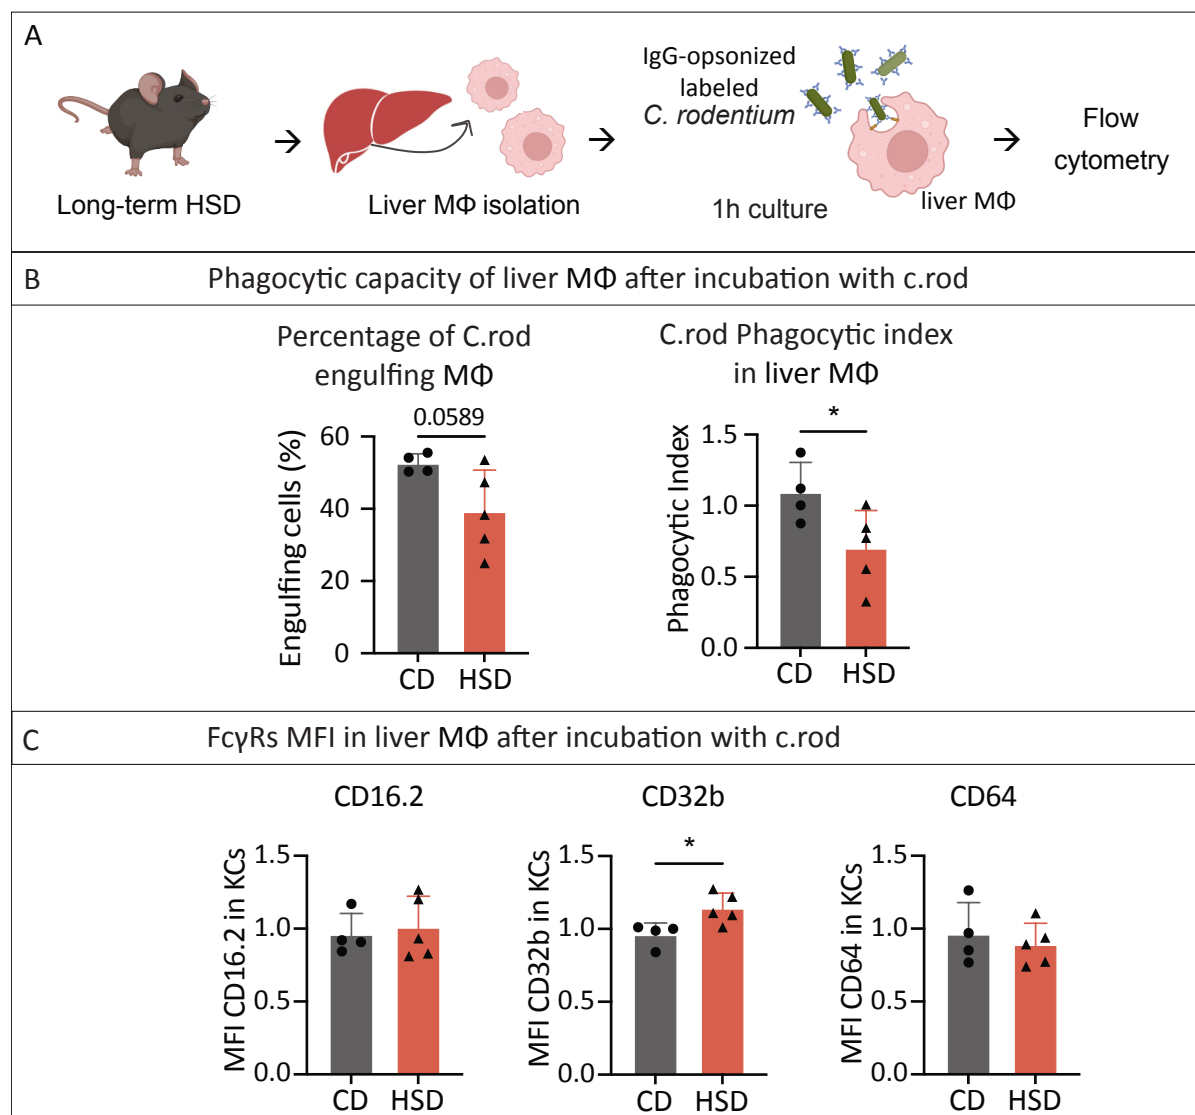 A
IgG-opsonized
labeled
C. rodentium
Flow
cytometry
Long-term HSD
Liver MΦ isolation
1h culture
liver MΦ
B
Phagocytic capacity of liver MΦ after incubation with c.rod
Percentage of C.rod
engulfing MΦ
0.0589
Engulfing cells (%)
60
40
20
0
CD
HSD
C.rod Phagocytic index
in liver MΦ
*
Phagocytic Index
1.5
1.0
0.5
0.0
CD
HSD
C
FcγRs MFI in liver MΦ after incubation with c.rod
CD16.2
MFI CD16.2 in KCs
1.5
1.0
0.5
0.0
CD
HSD
CD32b
*
MFI CD32b in KCs
1.5
1.0
0.5
0.0
CD
HSD
CD64
MFI CD64 in KCs
1.5
1.0
0.5
0.0
CD
HSD